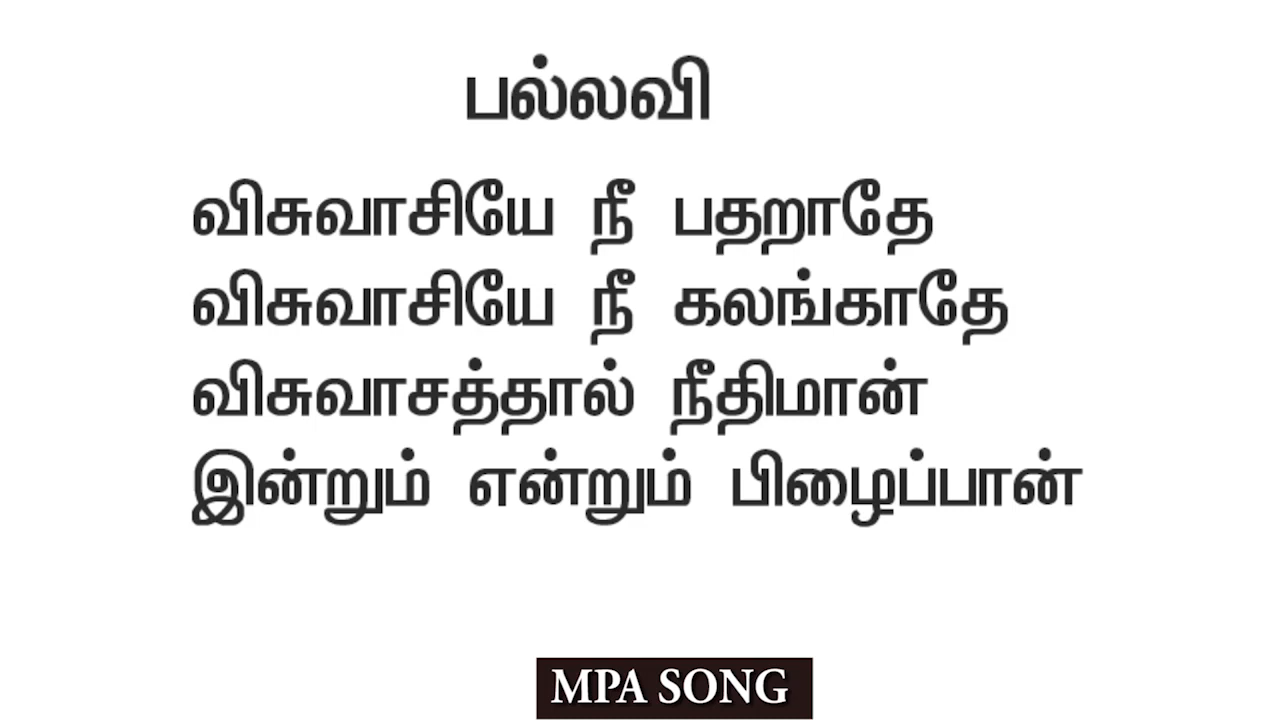 பல்லவி
விசுவாசியே நீ பதறாதே
விசுவாசியே நீ கலங்காதே
விசுவாசத்தால் நீதிமான்
இன்றும் என்றும் பிழைப்பான்
MPA SONG